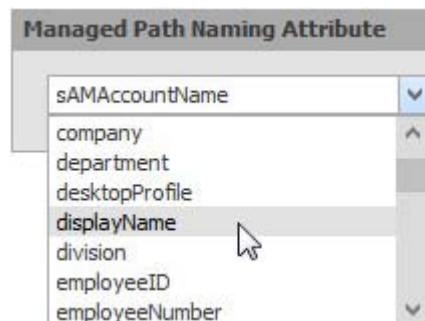 Managed Path Naming Attribute
sAMAccountName
company
department
desktopProfile
displayName
division
employeeID
employeeNumber